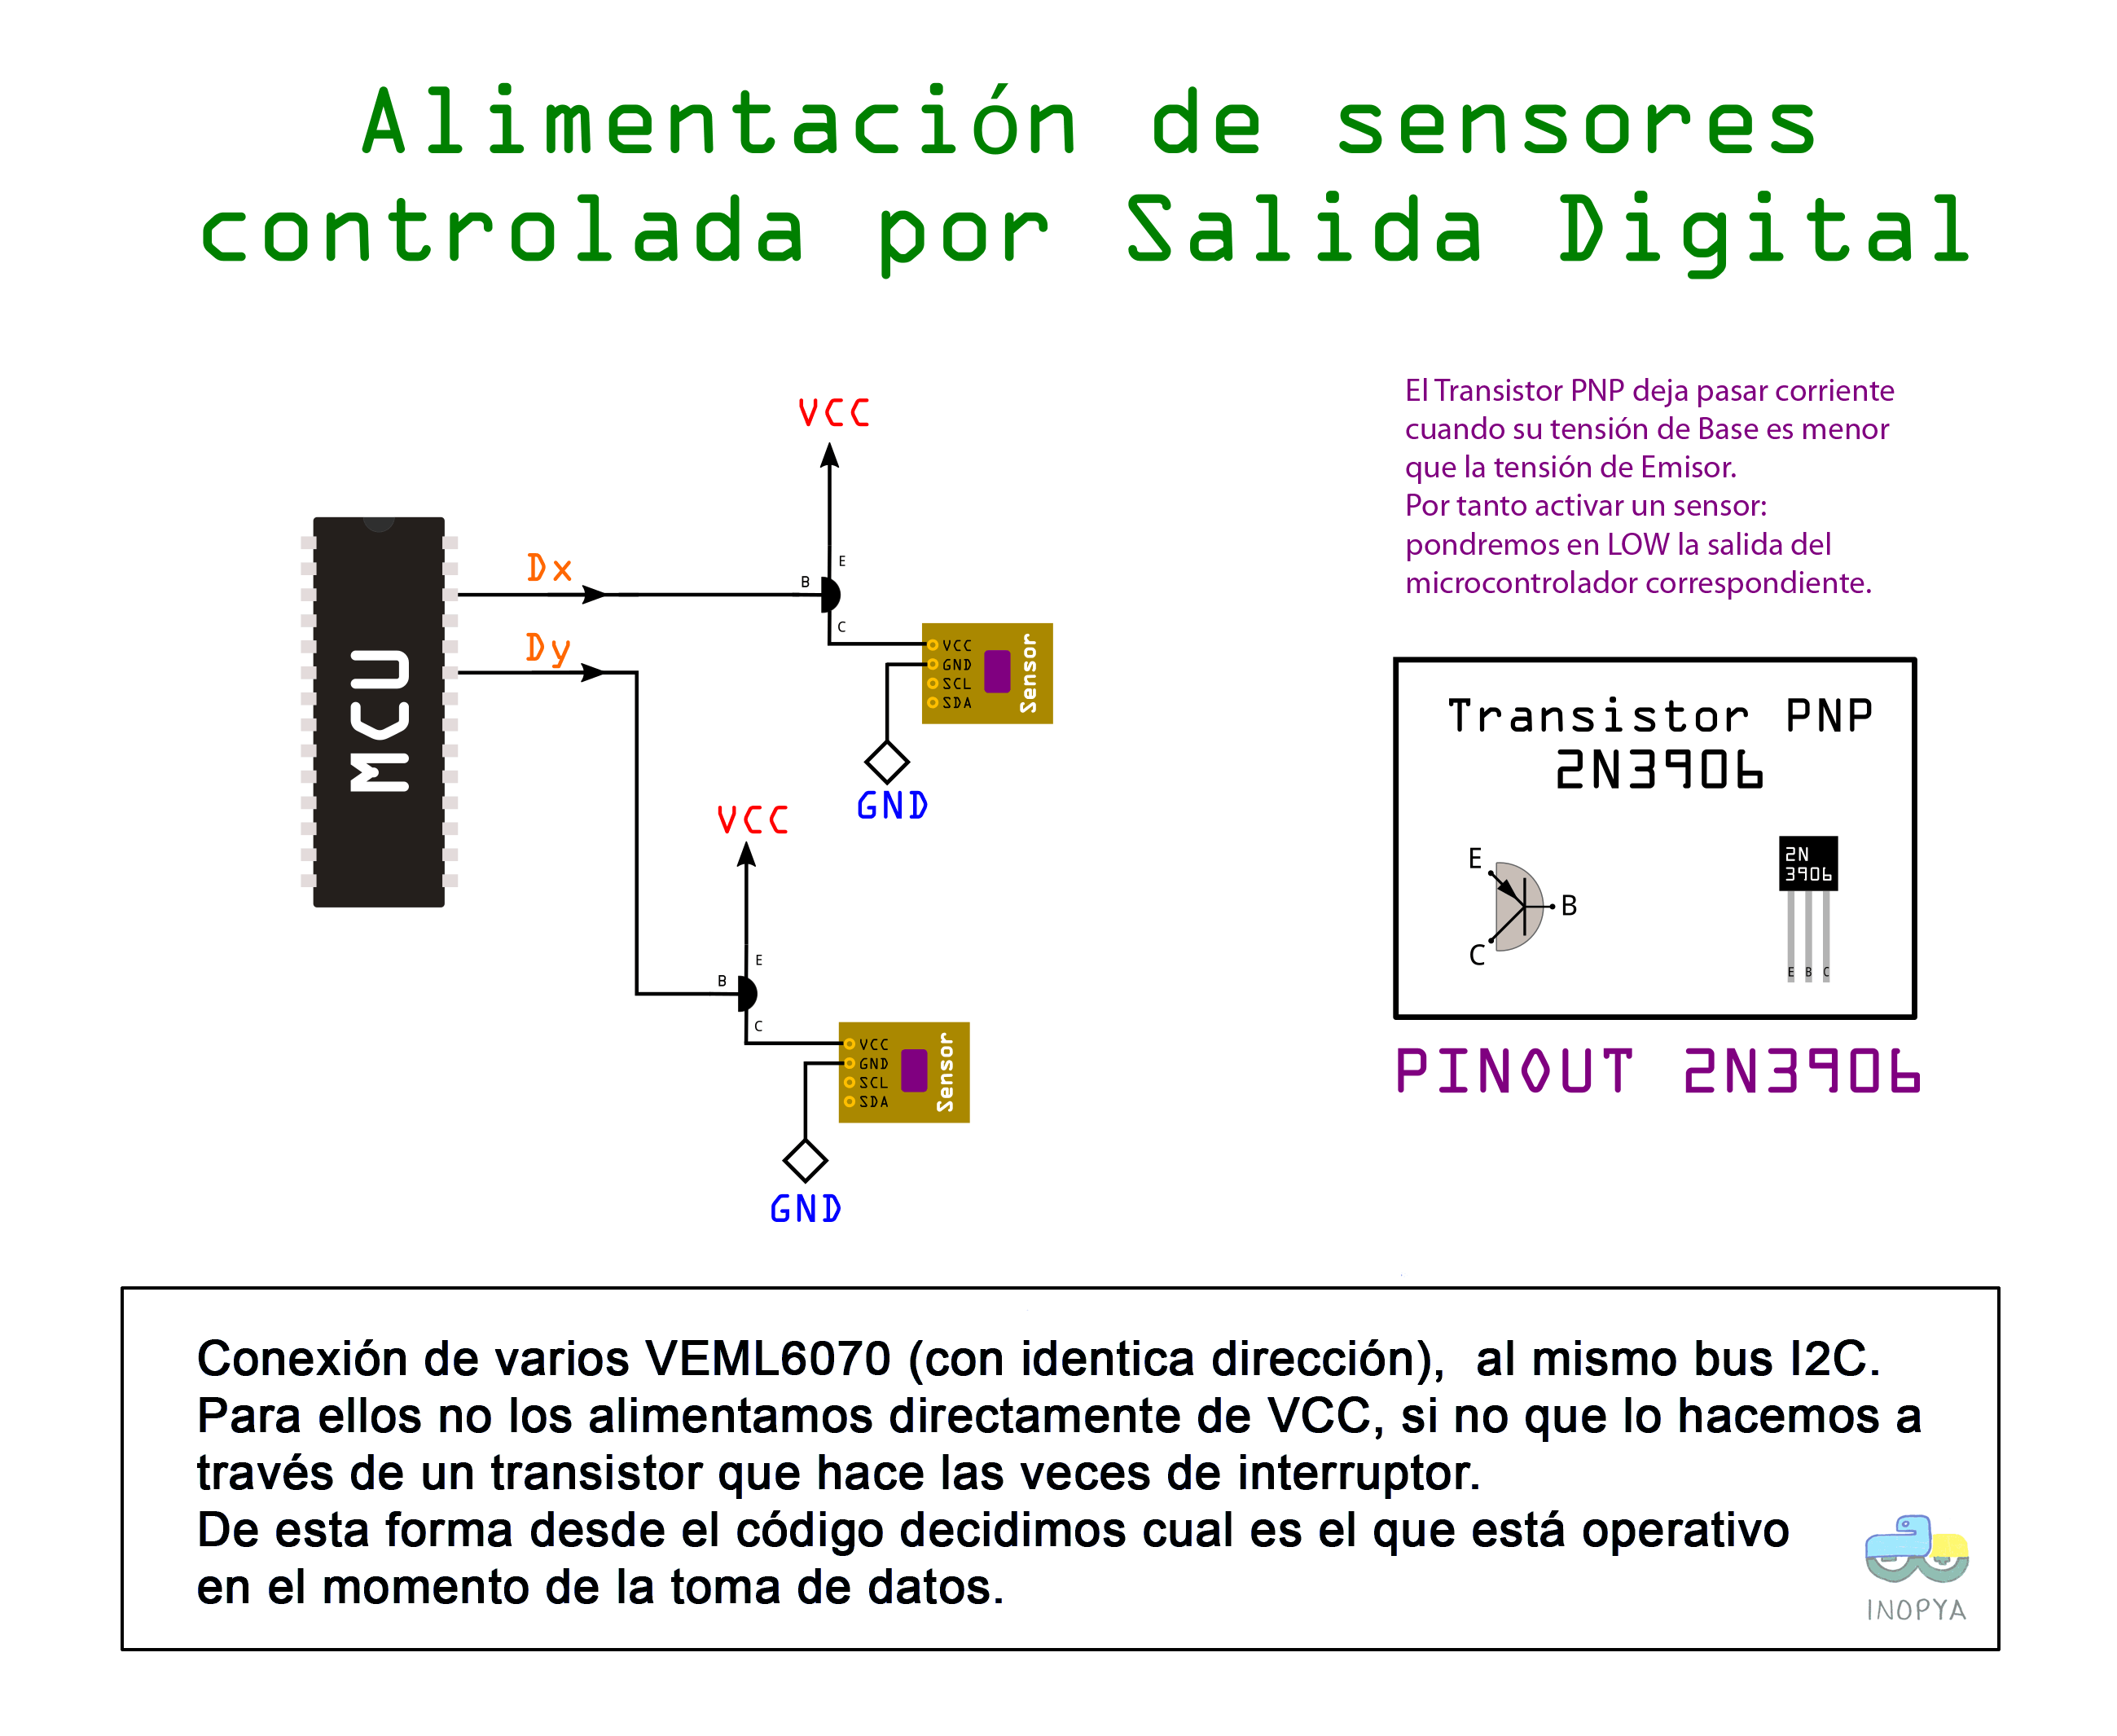 Alimentación de sensores
controlada por Salida Digital
El Transistor PNP deja pasar corriente
cuando su tensión de Base es menor
que la tensión de Emisor.
Por tanto activar un sensor:
pondremos en LOW la salida del
microcontrolador correspondiente.
VCC
Dx
E
B
C
MCU
Dy
VCC
GND
SCL
SDA
Sensor
GND
VCC
E
B
C
VCC
GND
SCL
SDA
Sensor
GND
Transistor PNP
2N3906
E
B
C
2N
3906
E B C
PINOUT 2N3906
Conexión de varios VEML6070 (con identica dirección), al mismo bus I2C.
Para ellos no los alimentamos directamente de VCC, si no que lo hacemos a
través de un transistor que hace las veces de interruptor.
De esta forma desde el código decidimos cual es el que está operativo
en el momento de la toma de datos.
INOPYA